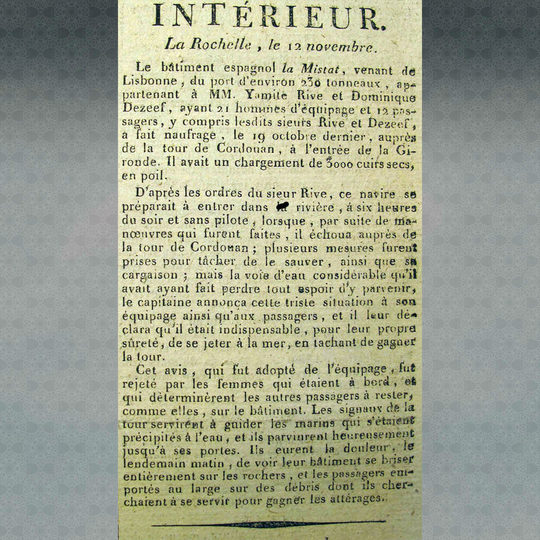 INTÉRIEUR.
La Rochelle, le 12 novembre.
Le bâtiment espagnol la Mistat, venant de
Lisbonne, du port d'environ 230 tonneaux, ap-
partenant à MM. Yamite Rive et Dominique
Dezeef, ayant 21 hommes d'équipage et 12 pas-
sagers, y compris lesdits sieurs Rive et Dezeef,
a fait naufrage, le 19 octobre dernier, auprès
de la tour de Cordouan, à l'entrée de la Gi-
ronde. Il avait un chargement de 3000 cuirs secs,
en poil.
D'après les ordres du sieur Rive, ce navire se
préparait à entrer dans rivière, à six heures
du soir et sans pilote, lorsque, par suite de ma-
nœuvres qui furent faites, il échoua auprès de
la tour de Cordouan; plusieurs mesures furent
prises pour tâcher de le sauver, ainsi que sa
cargaison; mais la voie d'eau considérable qu'il
avait ayant fait perdre tout espoir d'y parvenir,
le capitaine annonça cette triste situation à son
équipage ainsi qu'aux passagers, et il leur dé-
clara qu'il était indispensable, pour leur propre
sûreté, de se jeter à la mer, en tachant de gagner
la tour.
Cet avis, qui fut adopté de l'équipage, fut
rejeté par les femmes qui étaient à bord, et
qui déterminèrent les autres passagers à rester,
comme elles, sur le bâtiment. Les signaux de la
tour servirent à guider les marins qui s'étaient
précipités à l'eau, et ils parvinrent heureusement
jusqu'à ses portes. Ils eurent la douleur, le
lendemain matin, de voir leur bâtiment se briser
entièrement sur les rochers, et les passagers em-
portés au large sur des débris dont ils cher-
chaient à se servir pour gagner les attérages.